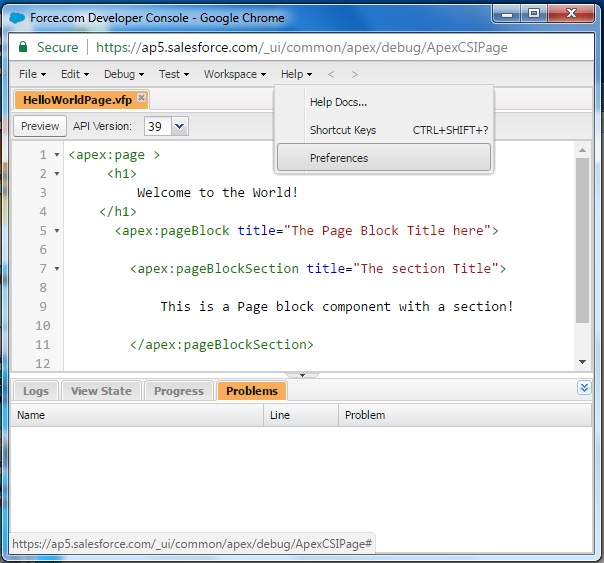 Force.com Developer Console - Google Chrome
Secure https://ap5.salesforce.com/_ui/common/apex/debug/ApexCSIPage
File Edit Debug Test Workspace Help < >
HelloWorldPage.vfp
Help Docs...
Preview API Version: 39
Shortcut Keys CTRL+SHIFT+?
Preferences
1 <apex:page >
2 <h1>
3 Welcome to the World!
4 </h1>
5 <apex:pageBlock title="The Page Block Title here">
6
7 <apex:pageBlockSection title="The section Title">
8
9 This is a Page block component with a section!
10
11 </apex:pageBlockSection>
12
Logs View State Progress Problems
Name Line Problem
https://ap5.salesforce.com/_ui/common/apex/debug/ApexCSIPage#